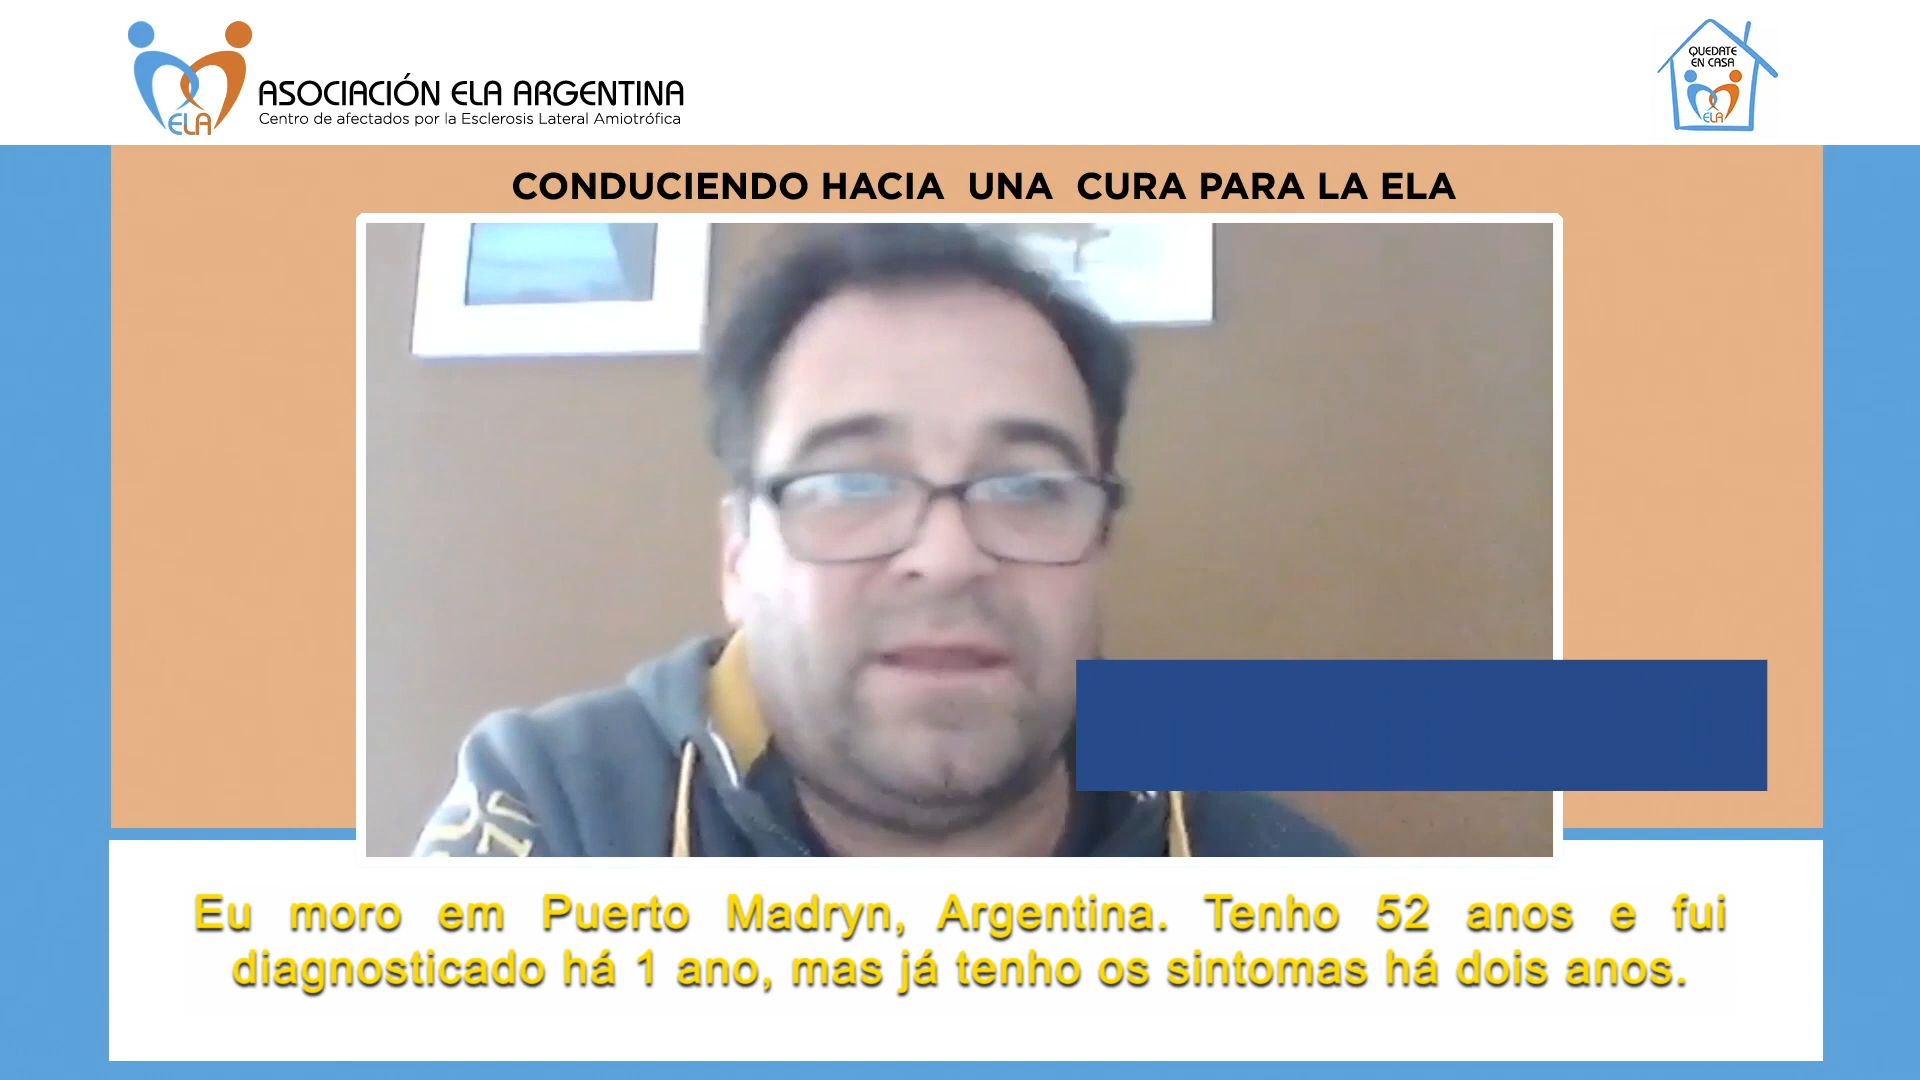 ASOCIACIÓN ELA ARGENTINA
Centro de afectados por la Esclerosis Lateral Amiotrófica
ELA
QUEDATE
EN CASA
ELA
CONDUCIENDO HACIA UNA CURA PARA LA ELA
Eu moro em Puerto Madryn, Argentina. Tenho 52 anos e fui
diagnosticado há 1 ano, mas já tenho os sintomas há dois anos.